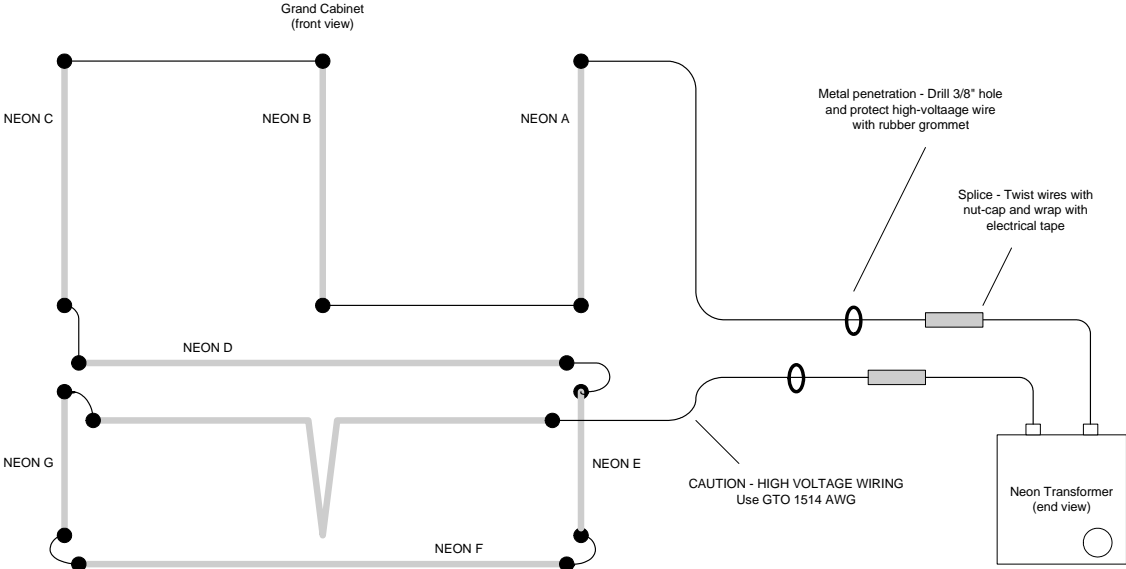 Grand Cabinet
(front view)
Metal penetration - Drill 3/8" hole
and protect high-voltaage wire
with rubber grommet
NEON C
NEON B
NEON A
Splice - Twist wires with
nut-cap and wrap with
electrical tape
NEON D
NEON G
NEON E
CAUTION - HIGH VOLTAGE WIRING
Use GTO 1514 AWG
Neon Transformer
(end view)
NEON F